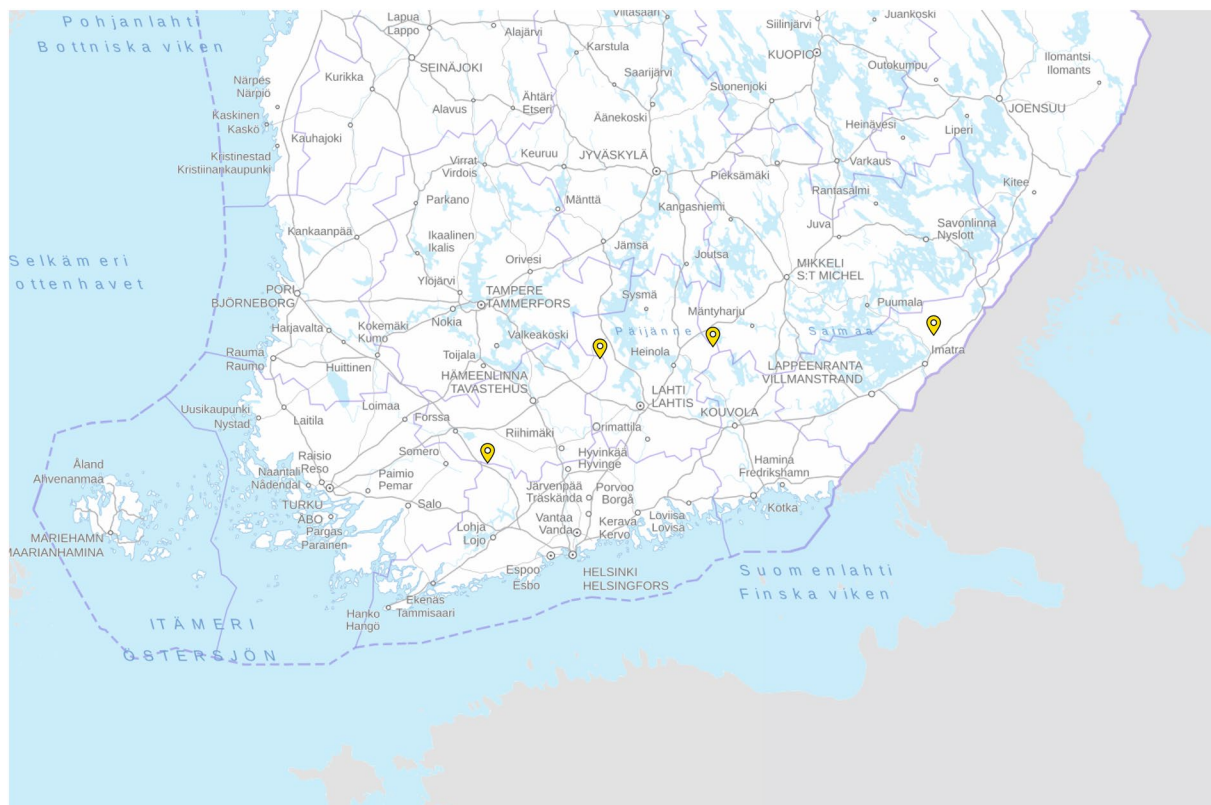 Pohjanlahti
Bottniska viken
Lapua
Lappo
Alajärvi
Viitasaari
Siilinjärvi
Juankoski
SEINÄJOKI
Karstula
KUOPIO
Outokumpu
Ilomantsi
Ilomants
Närpes
Närpiö
Kurikka
Saarijärvi
Suonenjoki
JOENSUU
Kaskinen
Kaskö
Alavus
Ähtäri
Etseri
Äänekoski
Heinävesi
Liperi
Kauhajoki
Kristinestad
Kristiinankaupunki
Virrat
Virdois
Keuruu
JYVÄSKYLÄ
Pieksämäki
Varkaus
Kitee
Parkano
Mänttä
Kangasniemi
Rantasalmi
Kankaanpää
Ikaalinen
Ikalis
Jämsä
Juva
Savonlinna
Nyslott
Selkämeri
ottenhavet
Orivesi
Joutsa
MIKKELI
S:T MICHEL
Ylöjärvi
PORI
BJÖRNEBORG
TAMPERE
TAMMERFORS
Sysmä
Mäntyharju
Puumala
Harjavalta
Kokemäki
Kumo
Nokia
Valkeakoski
Päijänne
Saimaa
Rauma
Raumo
Huittinen
Toijala
Heinola
Imatra
HÄMEENLINNA
TAVASTEHUS
LAPPEENRANTA
VILLMANSTRAND
LAHTI
LAHTIS
Uusikaupunki
Nystad
Laitila
Loimaa
Forssa
KOUVOLA
Riihimäki
Orimattila
Åland
Ahvenanmaa
Raisio
Reso
Somero
Hyvinkää
Hyvinge
Hamina
Fredrikshamn
Naantali
Nådendal
Paimio
Pemar
Järvenpää
Träskända
Porvoo
Borgå
TURKU
ÅBO
Salo
Loviisa
Lovisa
Kotka
Pargas
Parainen
Lohja
Lojo
Vantaa
Vanda
Kerava
Kervo
MARIEHAMN
MAARIANHAMINA
Espoo
Esbo
HELSINKI
HELSINGFORS
Suomenlahti
Finska viken
Ekenäs
Tammisaari
Hanko
Hangö
ITÄMERI
ÖSTERSJÖN